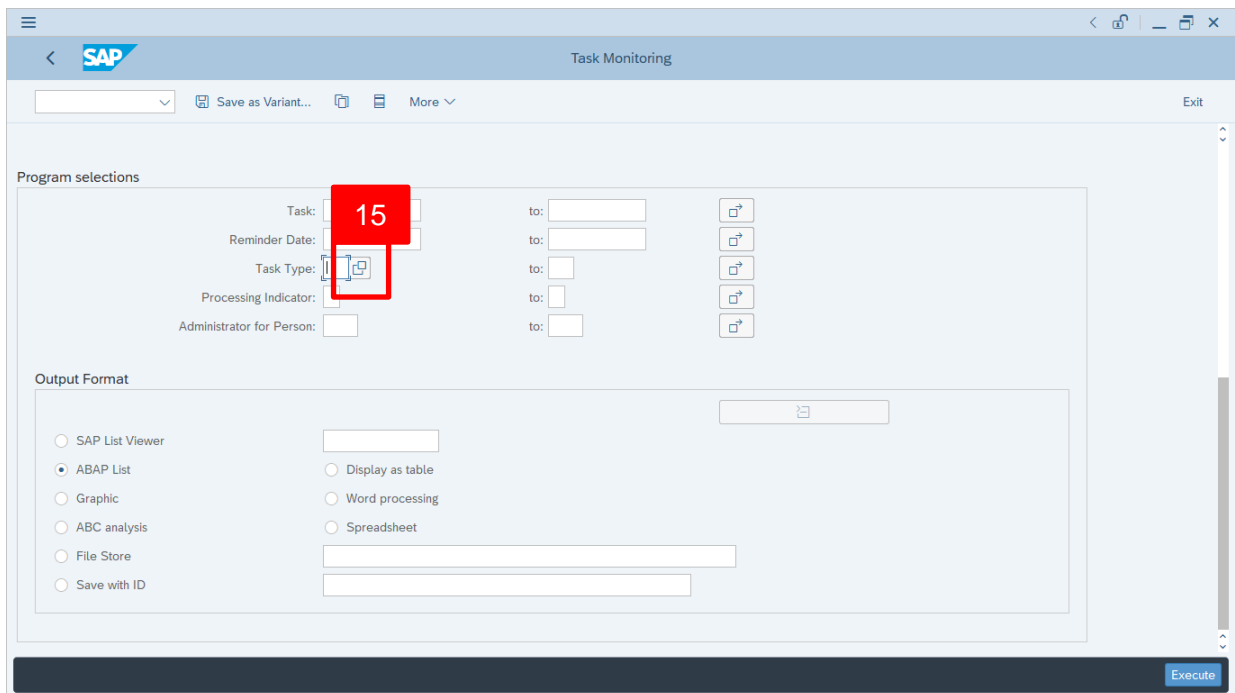 SAP
Task Monitoring
Save as Variant...
More
Exit
Program selections
15
Task:
to:
Reminder Date:
to:
Task Type:
to:
Processing Indicator:
to:
Administrator for Person:
to:
Output Format
SAP List Viewer
ABAP List
Display as table
Graphic
Word processing
ABC analysis
Spreadsheet
File Store
Save with ID
Execute